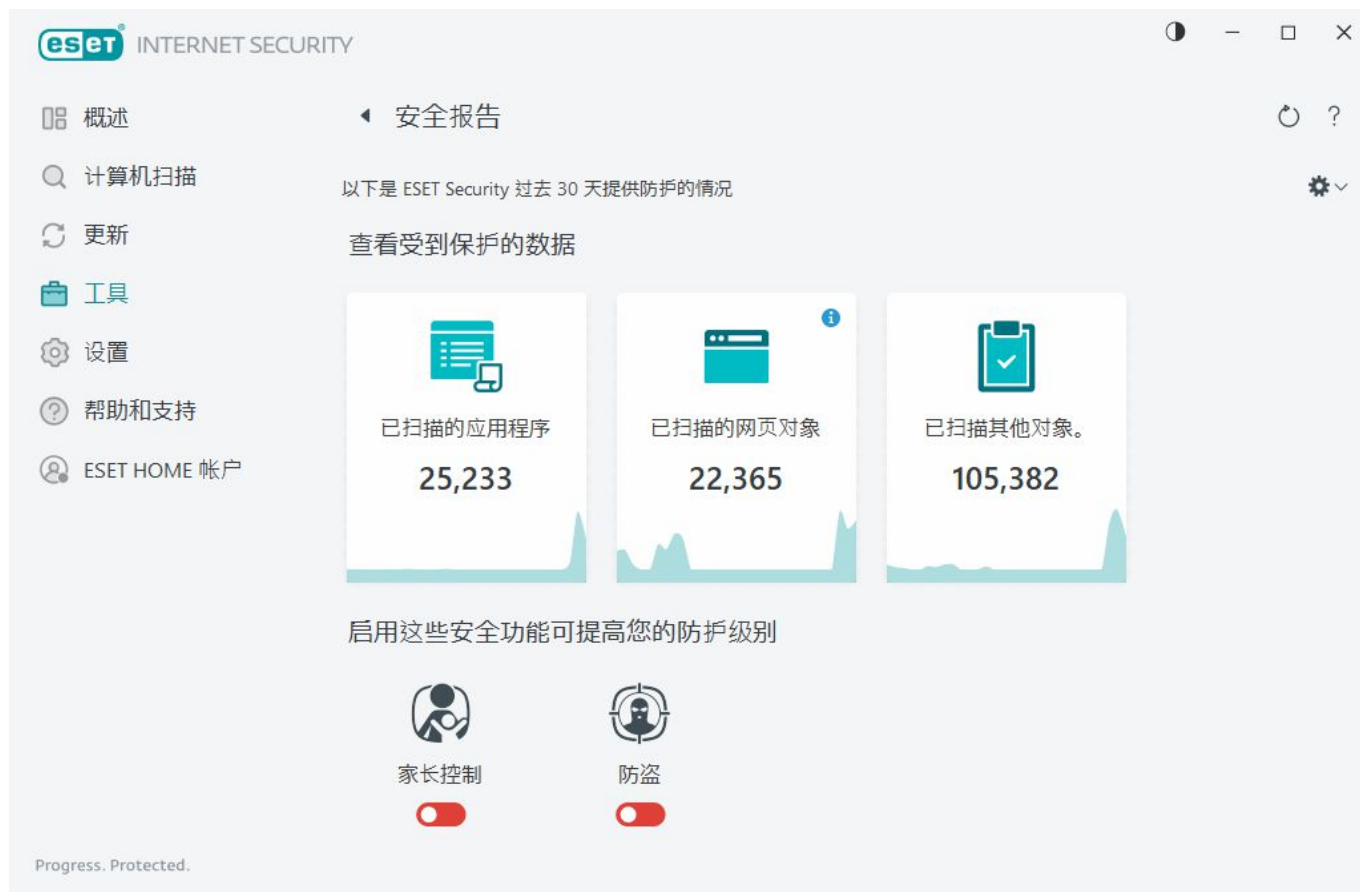 eset® INTERNET SECURITY
概述
计算机扫描
更新
工具
设置
帮助和支持
ESET HOME 帐户
安全报告
?
以下是 ESET Security 过去 30 天提供防护的情况
查看受到保护的数据
已扫描的应用程序
25,233
已扫描的网页对象
22,365
已扫描其他对象。
105,382
启用这些安全功能可提高您的防护级别
家长控制
防盗
Progress. Protected.